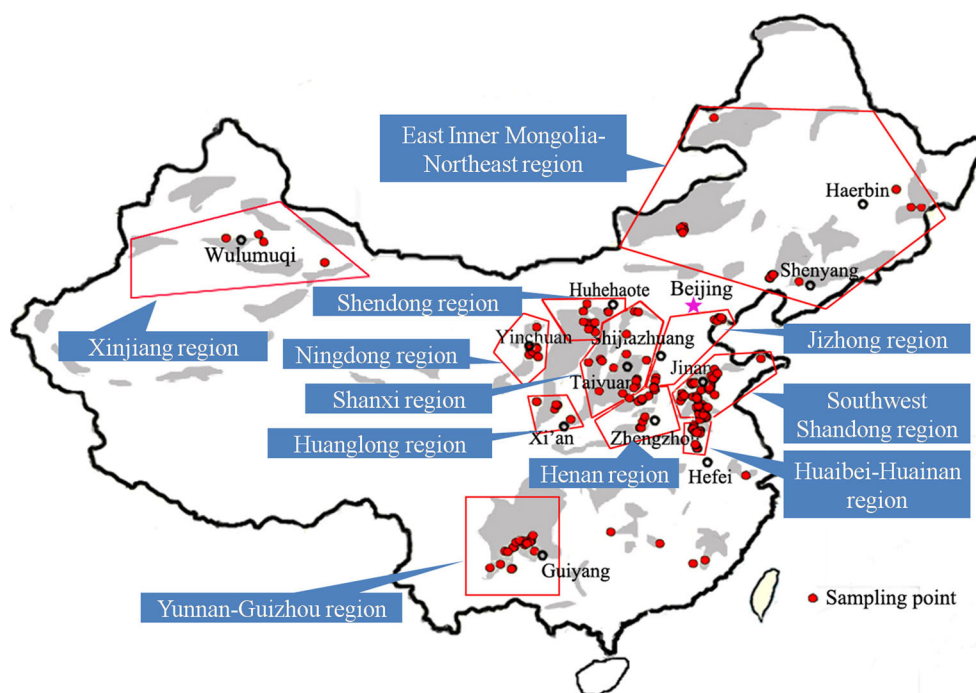 East Inner Mongolia-
Northeast region
Haerbin
Wulumuqi
Shenyang
Beijing
Huhehaote
Shendong region
Xinjiang region
Yinchuan
Shijiazhuang
Jizhong region
Ningdong region
Taiyuan
Jinan
Shanxi region
Southwest
Shandong region
Huanglong region
Xi'an
Zhengzho
Henan region
Hefei
Huaibei-Huainan
region
Guiyang
Yunnan-Guizhou region
Sampling point